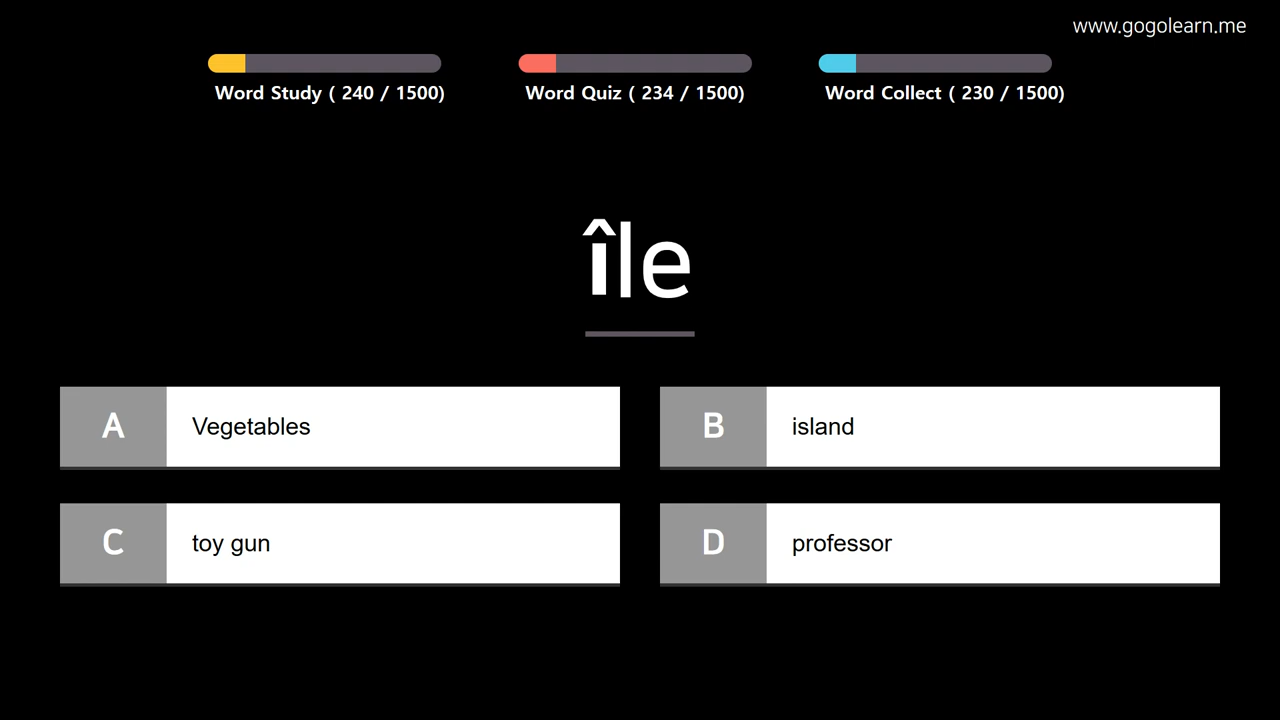 www.gogolearn.me
Word Study ( 240 / 1500)
Word Quiz ( 234 / 1500)
Word Collect ( 230 / 1500)
île
A
Vegetables
B
island
C
toy gun
D
professor